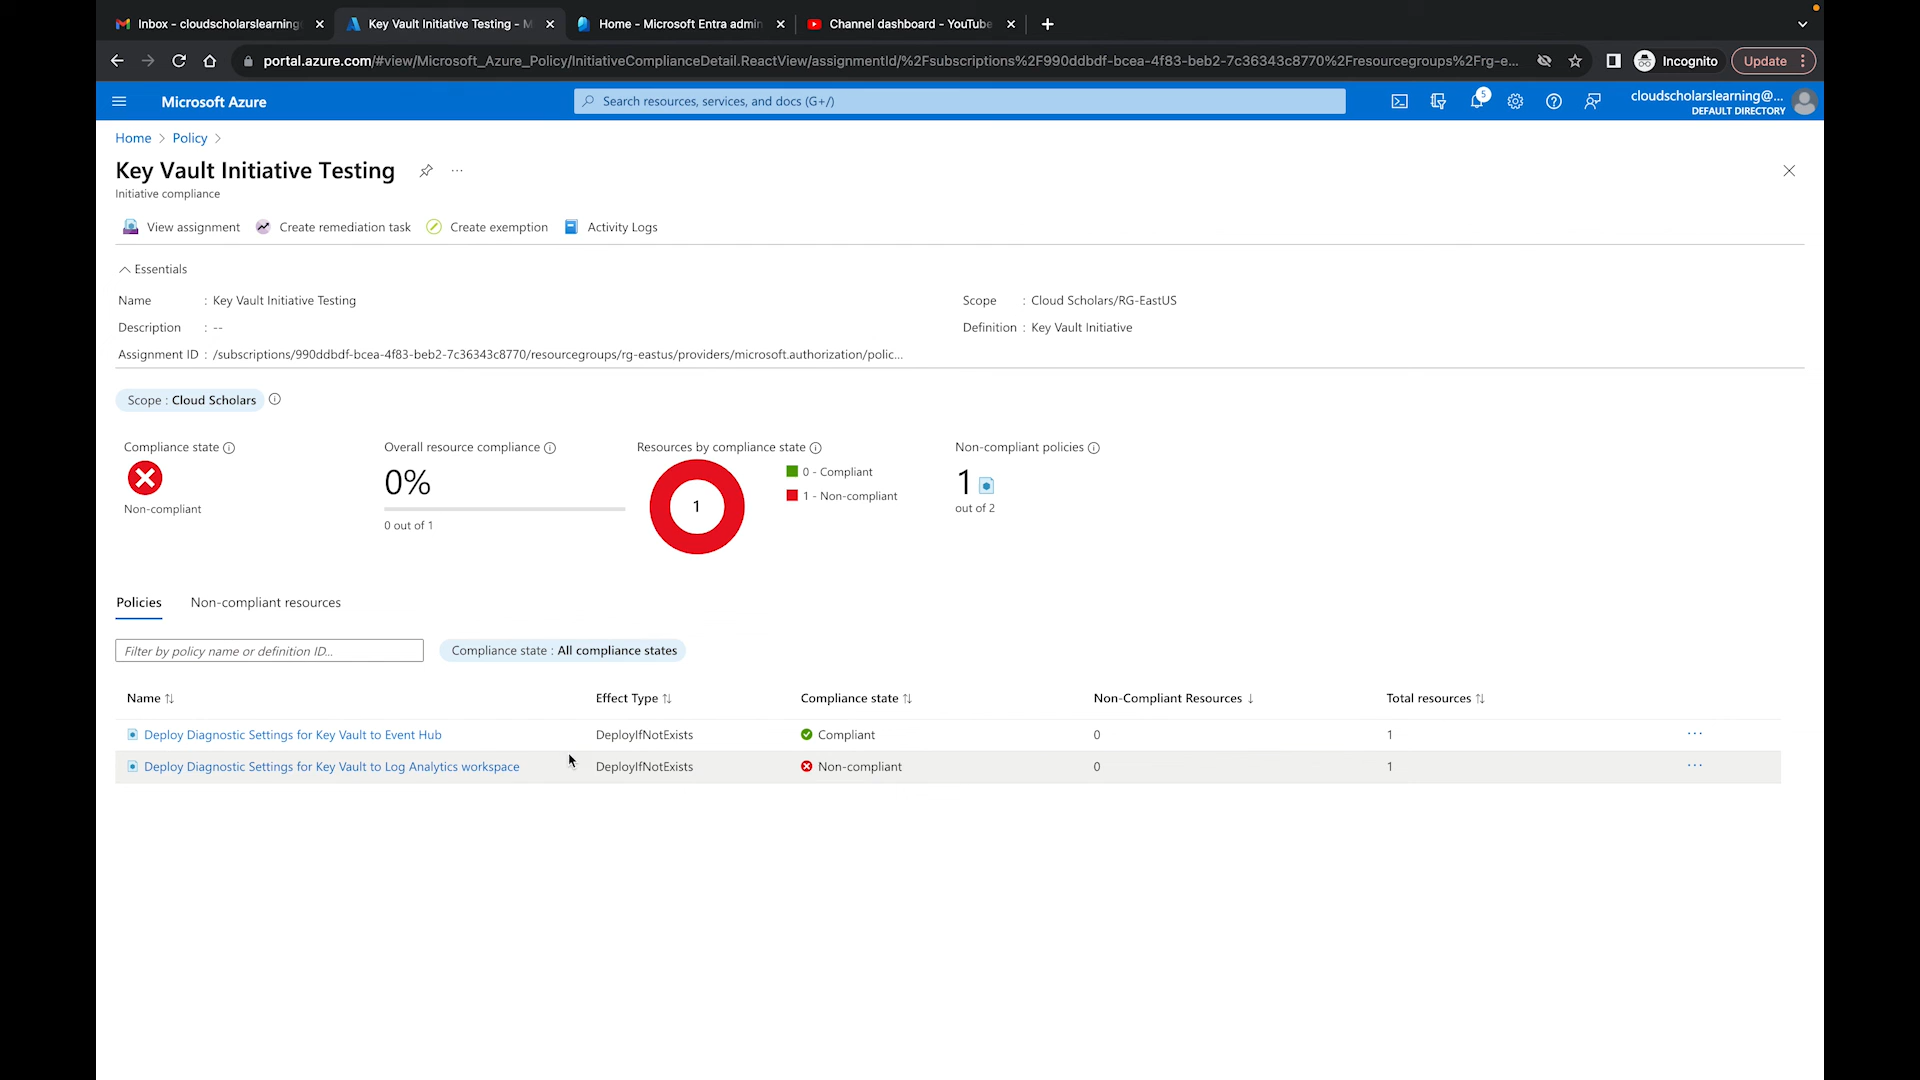 Inbox - cloudscholarslearning
Key Vault Initiative Testing - M
Home - Microsoft Entra admin
Channel dashboard - YouTube
portal.azure.com/#view/Microsoft_Azure_Policy/InitiativeComplianceDetail.ReactView/assignmentId/%2Fsubscriptions%2F990ddbdf-bcea-4f83-beb2-7c36343c8770%2Fresourcegroups%2Frg-e...
Incognito
Update
Microsoft Azure
Search resources, services, and docs (G+/)
5
cloudscholarslearning@...
DEFAULT DIRECTORY
Home > Policy >
Key Vault Initiative Testing
...
Initiative compliance
View assignment
Create remediation task
Create exemption
Activity Logs
Essentials
Name : Key Vault Initiative Testing
Scope : Cloud Scholars/RG-EastUS
Description : --
Definition : Key Vault Initiative
Assignment ID : /subscriptions/990ddbdf-bcea-4f83-beb2-7c36343c8770/resourcegroups/rg-eastus/providers/microsoft.authorization/polic...
Scope : Cloud Scholars
Compliance state
Non-compliant
Overall resource compliance
0%
0 out of 1
Resources by compliance state
1
0 - Compliant
1 - Non-compliant
Non-compliant policies
1
out of 2
Policies
Non-compliant resources
Filter by policy name or definition ID...
Compliance state : All compliance states
Name
Effect Type
Compliance state
Non-Compliant Resources
Total resources
Deploy Diagnostic Settings for Key Vault to Event Hub
DeployIfNotExists
Compliant
0
1
...
Deploy Diagnostic Settings for Key Vault to Log Analytics workspace
DeployIfNotExists
Non-compliant
0
1
...